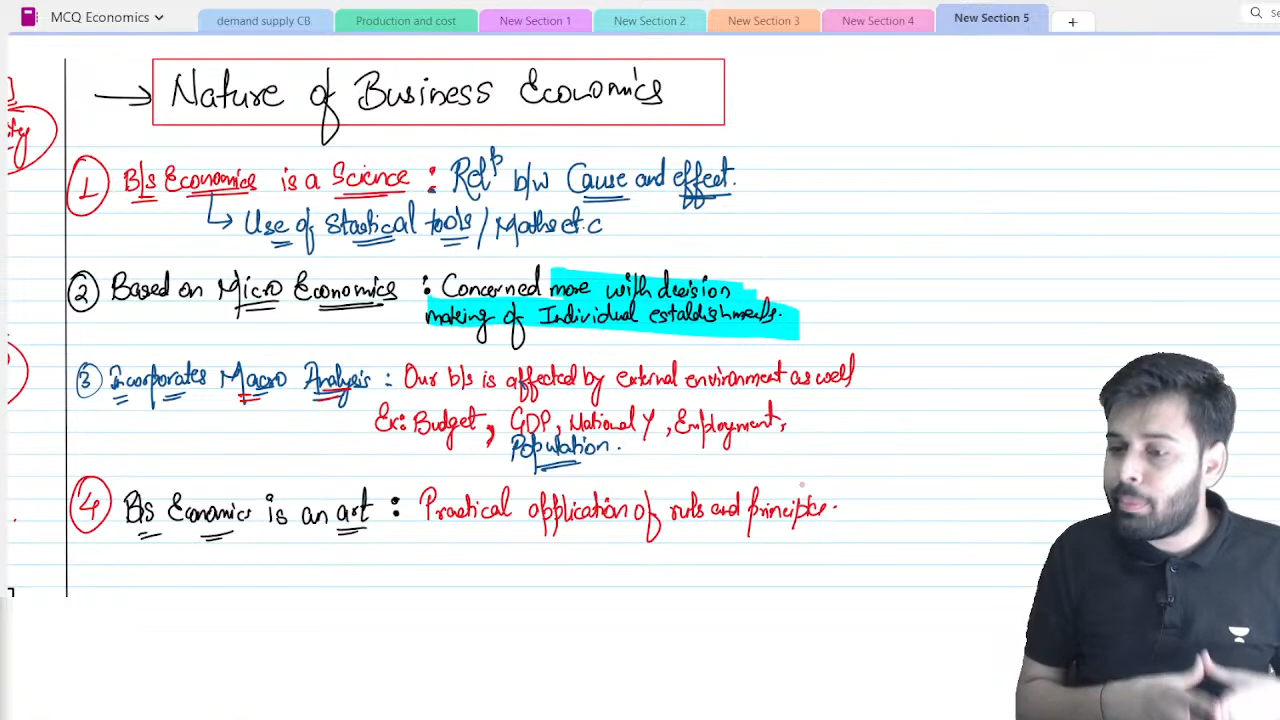 MCQ Economics
demand supply CB
Production and cost
New Section 1
New Section 2
New Section 3
New Section 4
New Section 5
+
→ Nature of Business Economics
① B/s Economics is a Science : Relᵖ b/w Cause and effect.
↳ Use of Stastical tools / Maths et.c
② Based on Micro Economics : Concerned more with decision
making of Individual establishments.
③ Incorporates Macro Analysis : Our b/s is affected by external environment as well
Ex: Budget, GDP, National Y, Employment,
Population.
④ B/s Economics is an art : Practical application of ruls and principles.